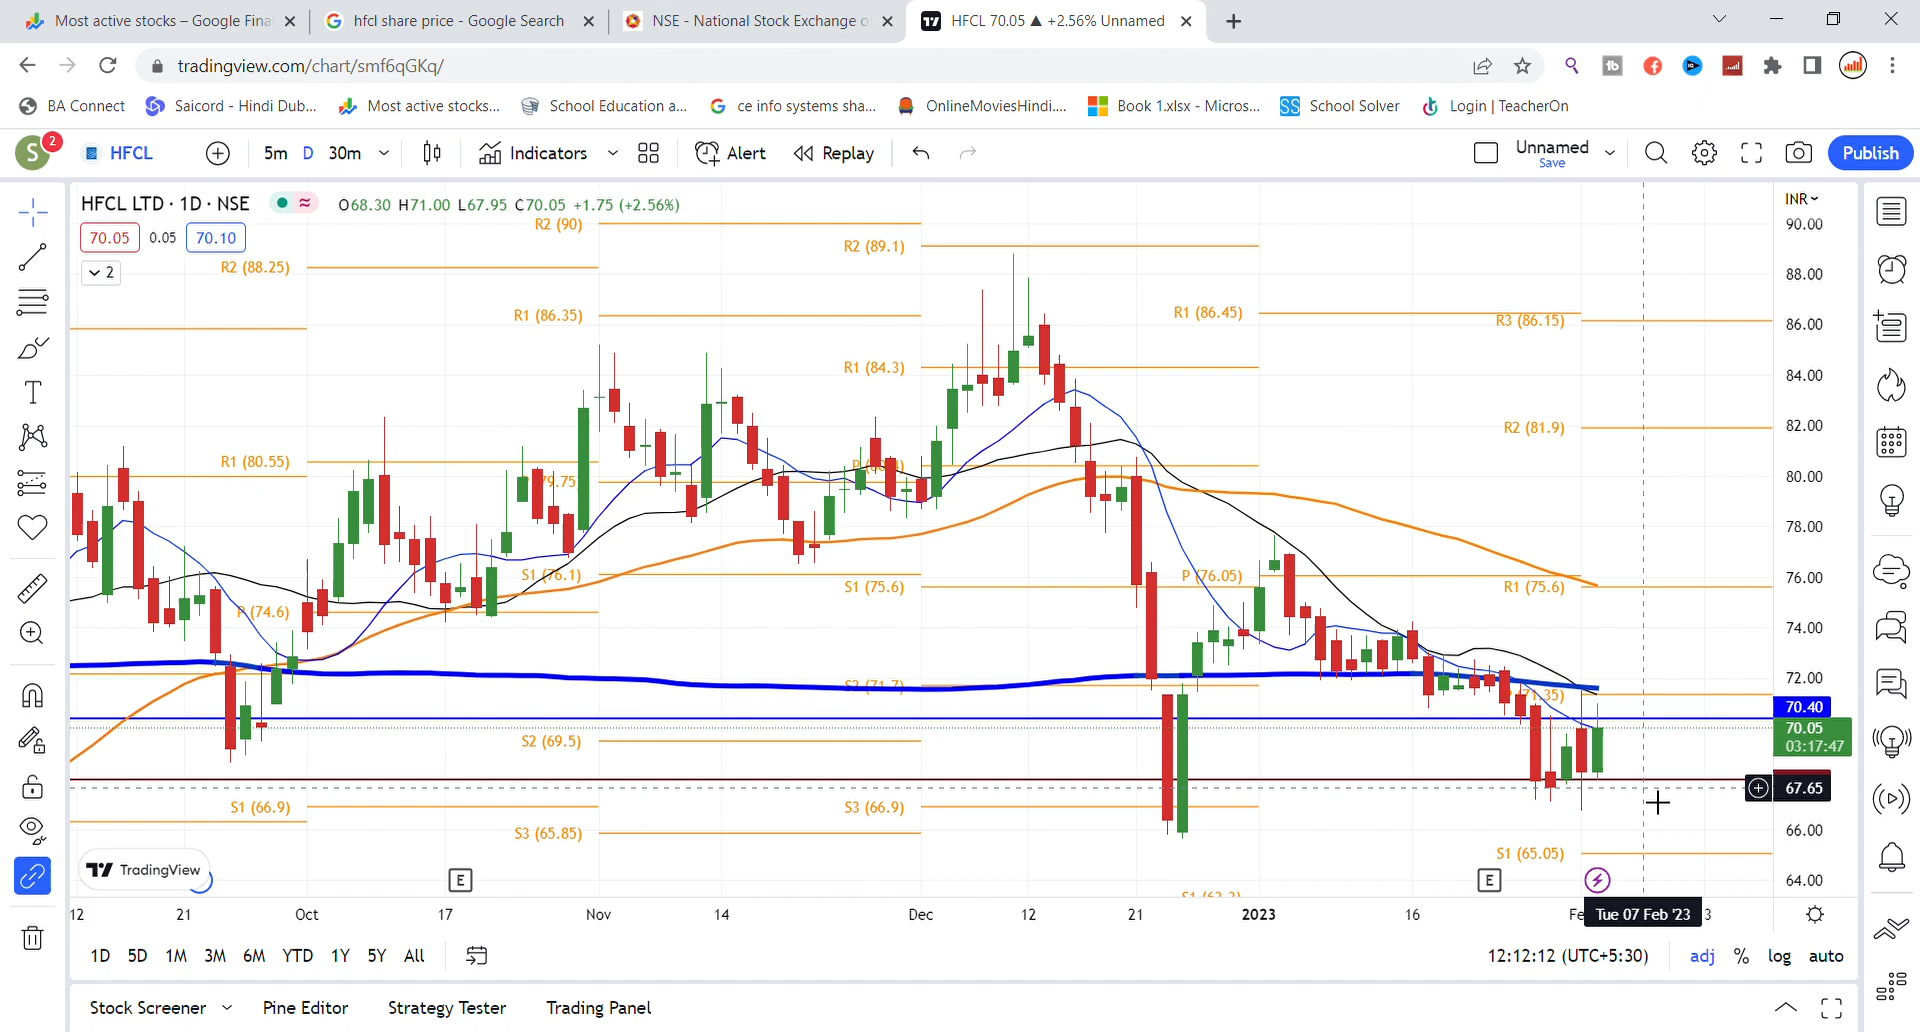 Most active stocks – Google Fina
hfcl share price - Google Search
NSE - National Stock Exchange o
HFCL 70.05 ▲ +2.56% Unnamed
tradingview.com/chart/smf6qGKq/
BA Connect
Saicord - Hindi Dub...
Most active stocks...
School Education a...
ce info systems sha...
OnlineMoviesHindi....
Book 1.xlsx - Micros...
School Solver
Login | TeacherOn
S 2
HFCL
5m D 30m
Indicators
Alert
Replay
Unnamed
Save
Publish
HFCL LTD · 1D · NSE
O68.30 H71.00 L67.95 C70.05 +1.75 (+2.56%)
INR
70.05 0.05 70.10
2
R2 (90)
R2 (89.1)
R2 (88.25)
R1 (86.35)
R1 (86.45)
R3 (86.15)
R1 (84.3)
R2 (81.9)
R1 (80.55)
79.75
S1 (76.1)
P (76.05)
S1 (75.6)
R1 (75.6)
P (74.6)
S2 (71.7)
71.35)
S2 (69.5)
S1 (66.9)
S3 (66.9)
S3 (65.85)
S1 (65.05)
90.00
88.00
86.00
84.00
82.00
80.00
78.00
76.00
74.00
72.00
70.40
70.05
03:17:47
67.65
66.00
64.00
TradingView
E
E
12 21 Oct 17 Nov 14 Dec 12 21 2023 16
Tue 07 Feb '23
3
1D 5D 1M 3M 6M YTD 1Y 5Y All
12:12:12 (UTC+5:30)
adj % log auto
Stock Screener
Pine Editor
Strategy Tester
Trading Panel